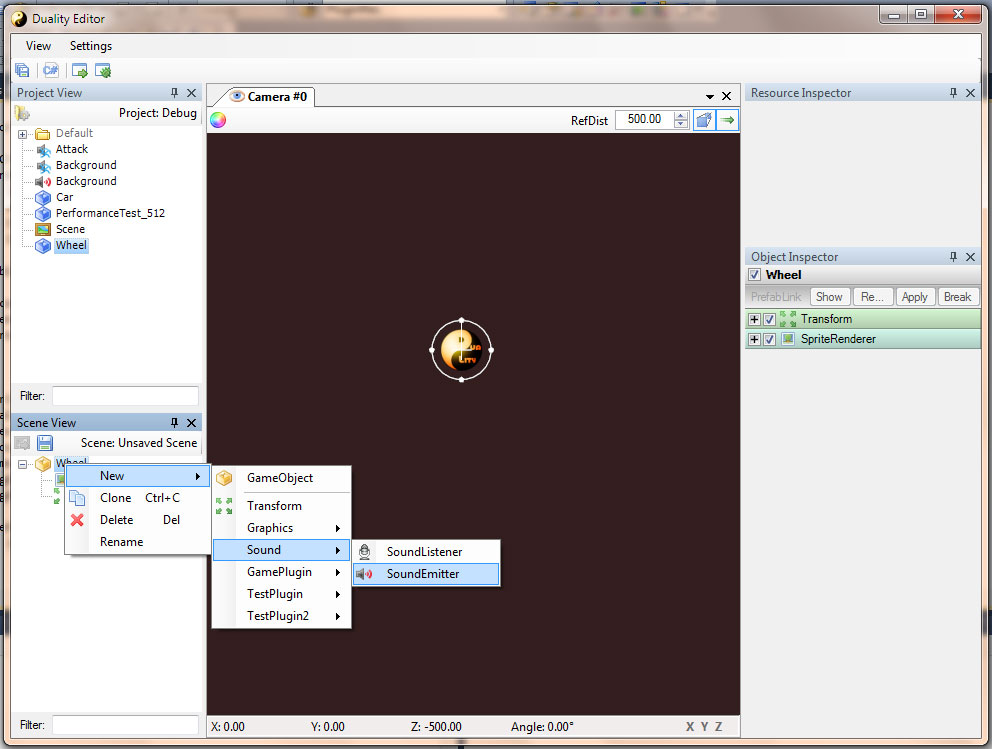 Duality Editor
View Settings
C#
Project View
Project: Debug
Default
Attack
Background
Background
Car
PerformanceTest_512
Scene
Wheel
Filter:
Scene View
Scene: Unsaved Scene
Wheel
New
Clone Ctrl+C
Delete Del
Rename
GameObject
Transform
Graphics
Sound
GamePlugin
TestPlugin
TestPlugin2
SoundListener
SoundEmitter
Filter:
Camera #0
RefDist 500.00
X: 0.00 Y: 0.00 Z: -500.00 Angle: 0.00° X Y Z
Resource Inspector
Object Inspector
Wheel
PrefabLink Show Re... Apply Break
Transform
SpriteRenderer